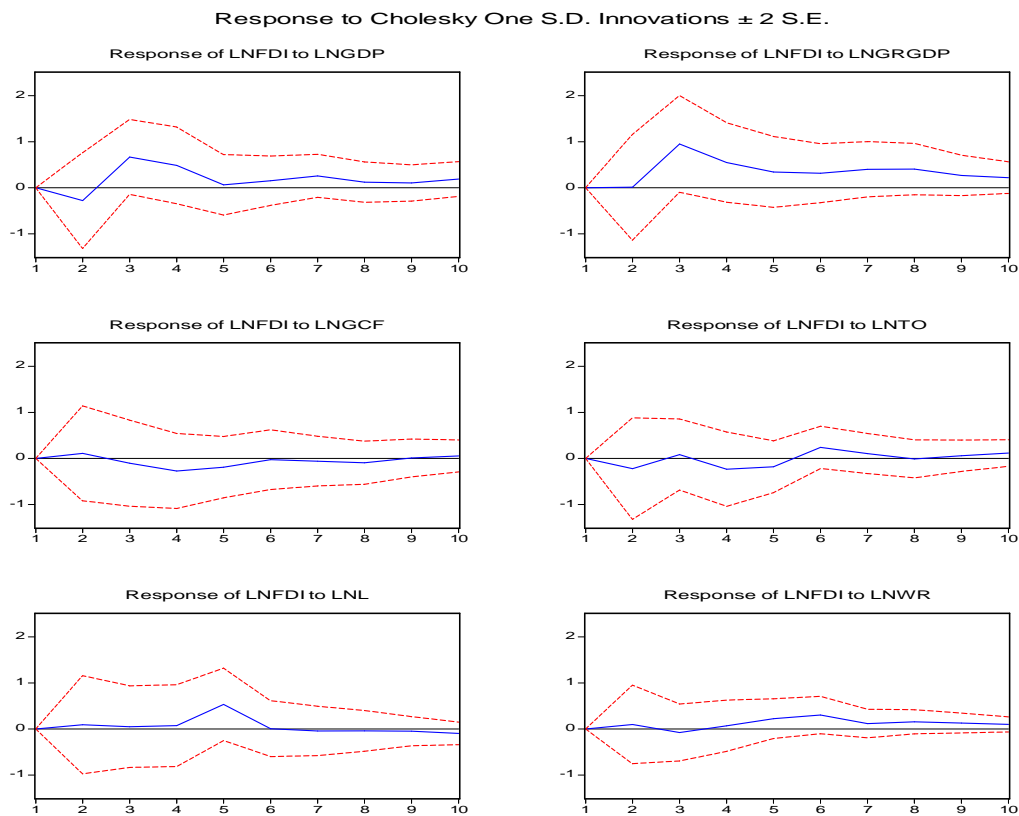 Response to Cholesky One S.D. Innovations ± 2 S.E.
Response of LNFDI to LNGDP
2
1
0
-1
1 2 3 4 5 6 7 8 9 10
Response of LNFDI to LNGRGDP
2
1
0
-1
1 2 3 4 5 6 7 8 9 10
Response of LNFDI to LNGCF
2
1
0
-1
1 2 3 4 5 6 7 8 9 10
Response of LNFDI to LNTO
2
1
0
-1
1 2 3 4 5 6 7 8 9 10
Response of LNFDI to LNL
2
1
0
-1
1 2 3 4 5 6 7 8 9 10
Response of LNFDI to LNWR
2
1
0
-1
1 2 3 4 5 6 7 8 9 10